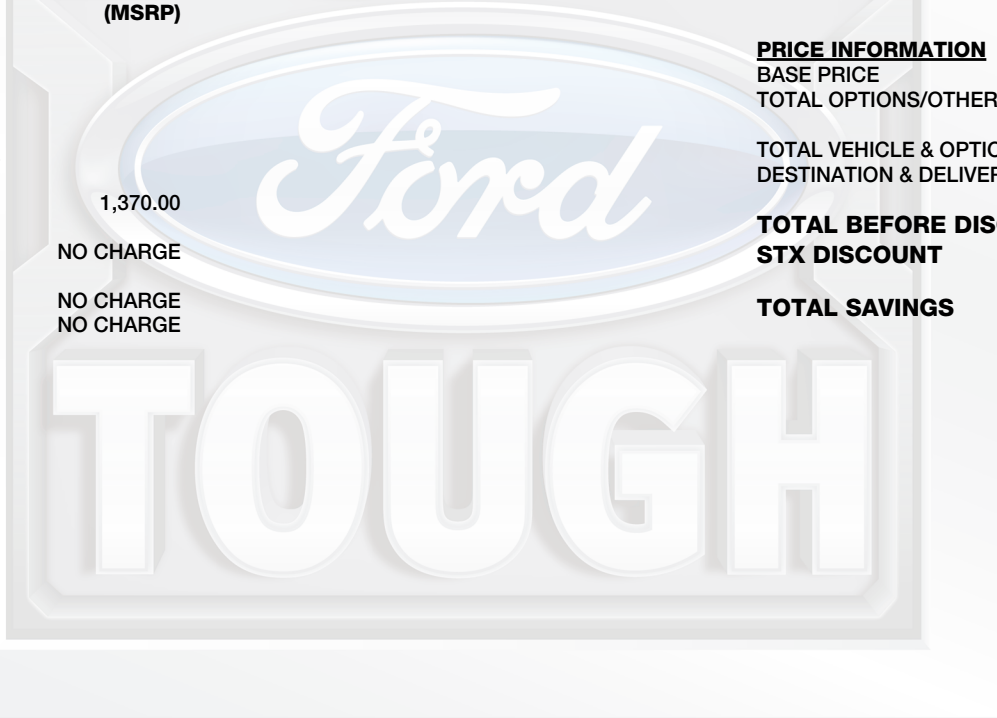 (MSRP)
1,370.00
NO CHARGE
NO CHARGE
NO CHARGE
PRICE INFORMATION
BASE PRICE
TOTAL OPTIONS/OTHER
TOTAL VEHICLE & OPTIO
DESTINATION & DELIVER
TOTAL BEFORE DISC
STX DISCOUNT
TOTAL SAVINGS
Ford
TOUGH